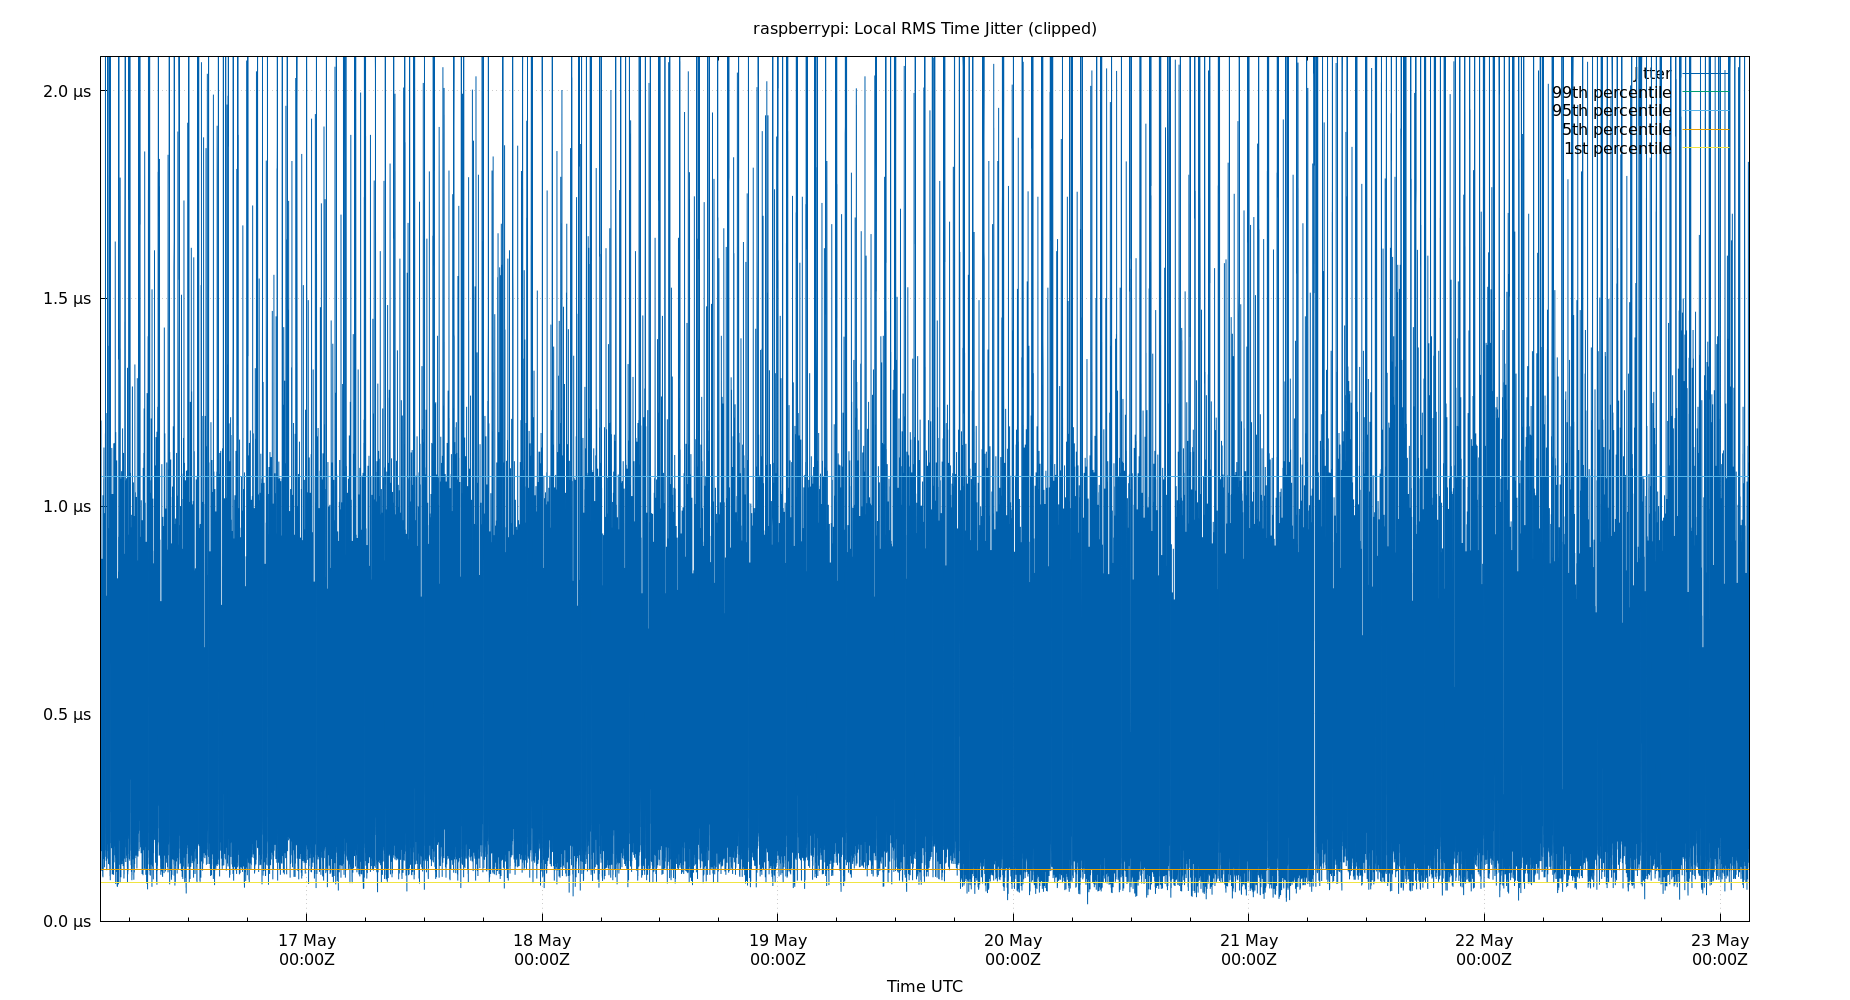 raspberrypi: Local RMS Time Jitter (clipped)
2.0 µs
1.5 µs
1.0 µs
0.5 µs
0.0 µs
jitter
99th percentile
95th percentile
5th percentile
1st percentile
17 May
00:00Z
18 May
00:00Z
19 May
00:00Z
20 May
00:00Z
21 May
00:00Z
22 May
00:00Z
23 May
00:00Z
Time UTC